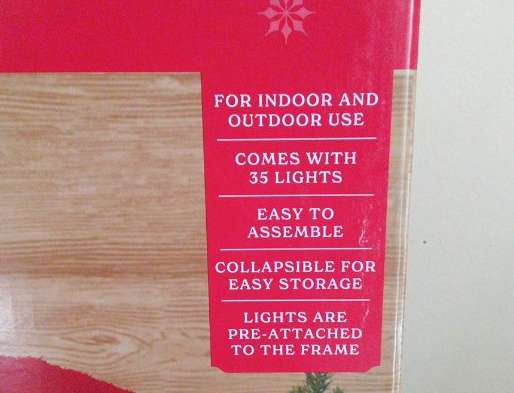 FOR INDOOR AND
OUTDOOR USE
COMES WITH
35 LIGHTS
EASY TO
ASSEMBLE
COLLAPSIBLE FOR
EASY STORAGE
LIGHTS ARE
PRE-ATTACHED
TO THE FRAME